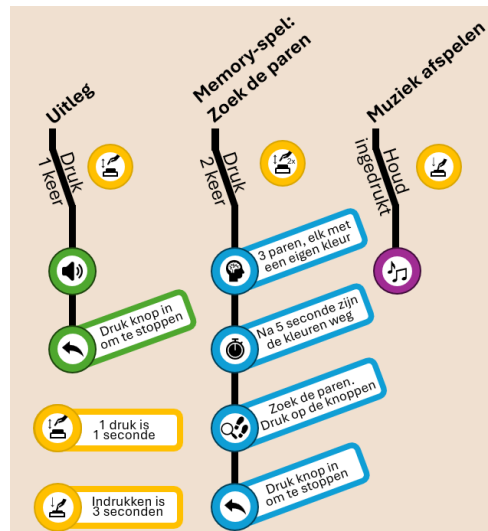 Uitleg
Druk
1 keer
Druk knop in
om te stoppen
1 druk is
1 seconde
Indrukken is
3 seconden
Memory-spel:
Zoek de paren
Druk
2 keer
2x
3 paren, elk met
een eigen kleur
Na 5 seconde zijn
de kleuren weg
Zoek de paren.
Druk op de knoppen
Druk knop in
om te stoppen
Muziek afspelen
Houd
ingedrukt